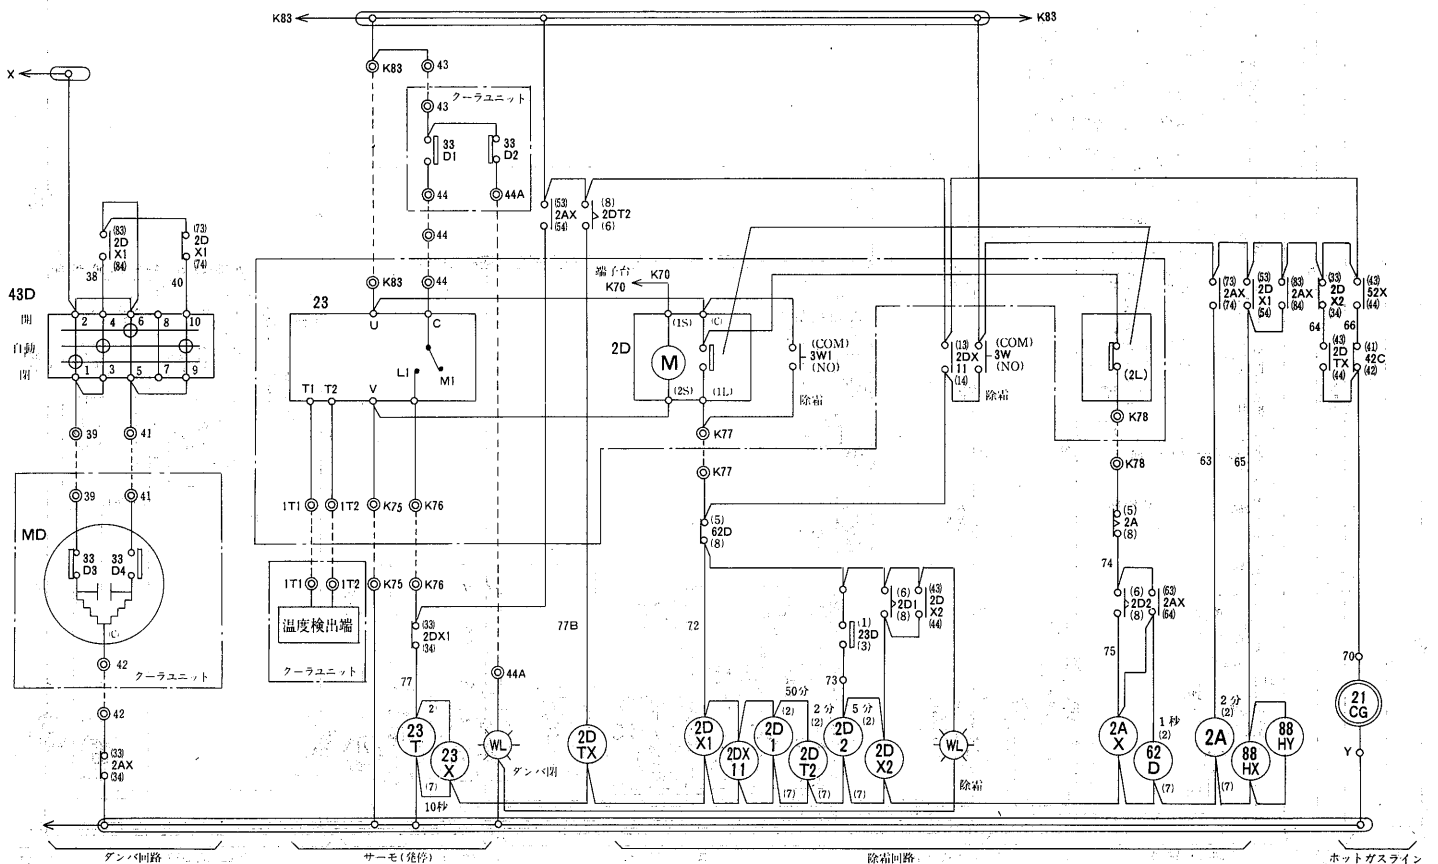 K83
K83
X
K83
43
クーラユニット
43
33
D1
33
D2
44
44A
44
(53)
2AX
(54)
(8)
2DT2
(6)
(83)
2D
X1
(84)
(73)
2D
X1
(74)
38
40
43D
開
自動
閉
2
4
6
8
10
1
3
5
7
9
39
41
39
41
MD
33
D3
33
D4
(C)
42
クーラユニット
42
(33)
2AX
(34)
K83
44
23
U
C
L1
M1
T1
T2
V
端子台
K70
K70
2D
(1S)
(C)
M
(2S)
(1L)
(COM)
3W1
(NO)
除霜
K77
K77
(13)
2DX
11
(14)
(COM)
3W
(NO)
除霜
(2L)
K78
K78
(73)
2AX
(74)
(53)
2D
X1
(54)
(83)
2AX
(84)
(33)
2D
X2
(34)
(43)
52X
(44)
64
66
(43)
2D
TX
(44)
(41)
42C
(42)
1T1
1T2
K75
K76
1T1
1T2
K75
K76
温度検出端
クーラユニット
(33)
2DX1
(34)
77
44A
77B
72
(5)
62D
(8)
(1)
23D
(3)
73
(6)
2D1
(8)
(43)
2D
X2
(44)
(5)
2A
(8)
74
(6)
2D2
(8)
(63)
2AX
(64)
75
63
65
70
2
23
T
23
X
(7)
10秒
WL
ダンパ閉
2D
TX
2D
X1
2DX
11
50分
(2)
2D
1
(7)
2分
(2)
2D
T2
(7)
5分
(2)
2D
2
(7)
2D
X2
WL
除霜
2A
X
1秒
(2)
62
D
(7)
2分
(2)
2A
(7)
88
HX
88
HY
21
CG
Y
ダンパ回路
サーモ(発停)
除霜回路
ホットガスライン